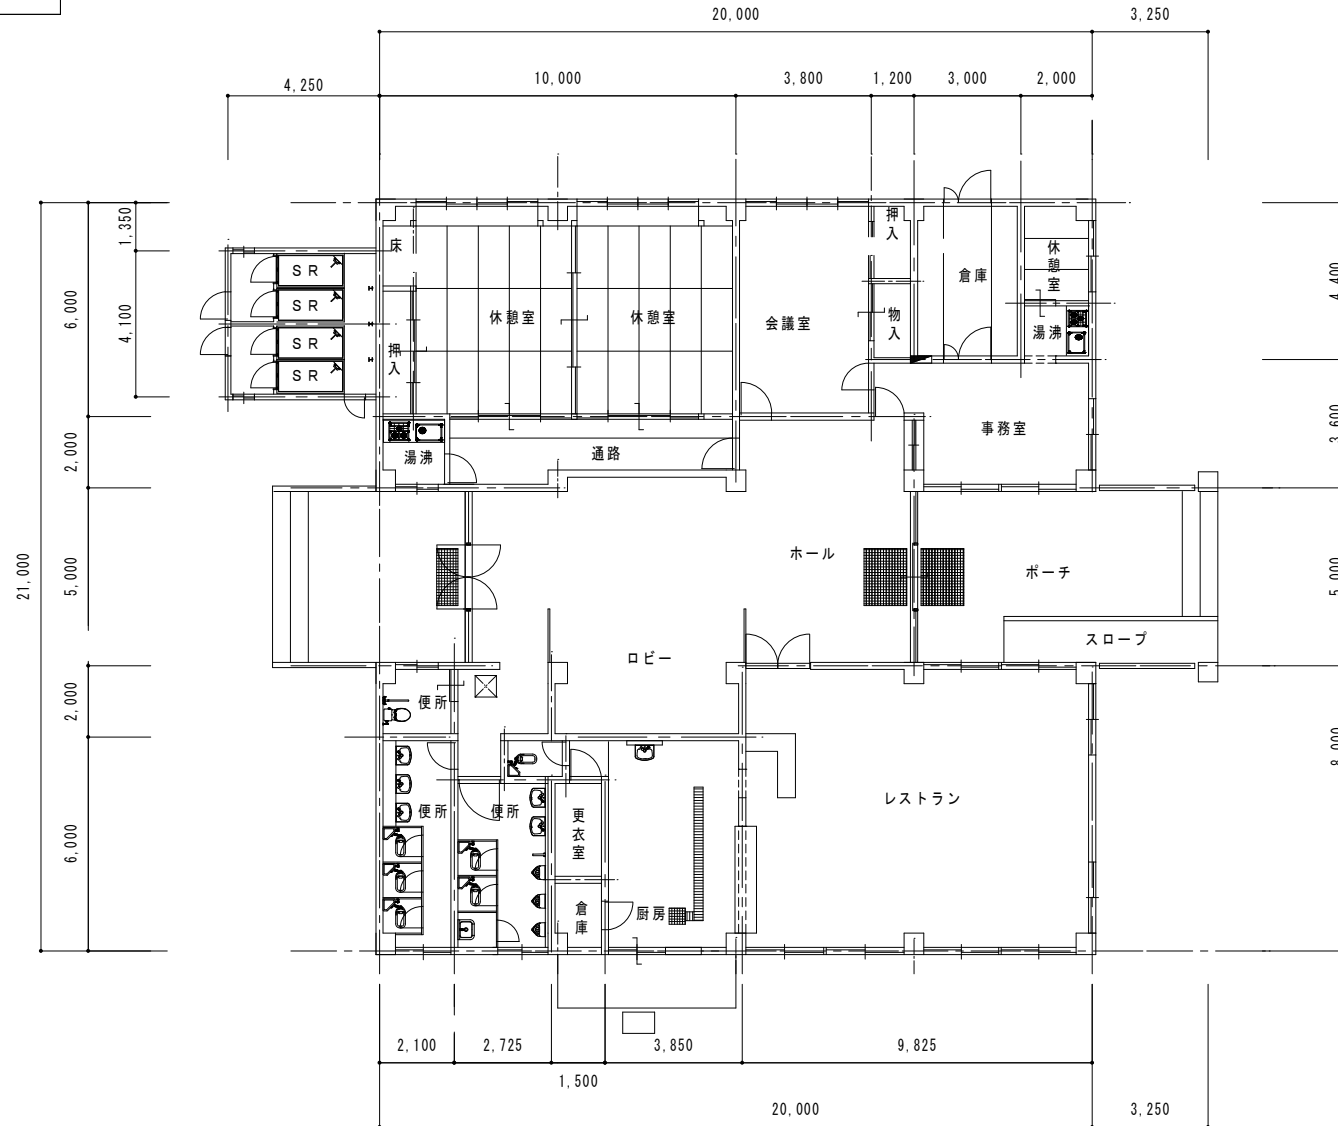 20,000
3,250
4,250
10,000
3,800
1,200
3,000
2,000
1,350
4,100
6,000
2,000
5,000
21,000
2,000
6,000
4,400
3,600
5,000
8,000
床
押入
休憩室
休憩室
会議室
押入
物入
倉庫
休憩室
湯沸
SR
SR
SR
SR
湯沸
通路
事務室
ホール
ポーチ
スロープ
ロビー
便所
便所
便所
更衣室
倉庫
厨房
レストラン
2,100
2,725
1,500
3,850
9,825
20,000
3,250